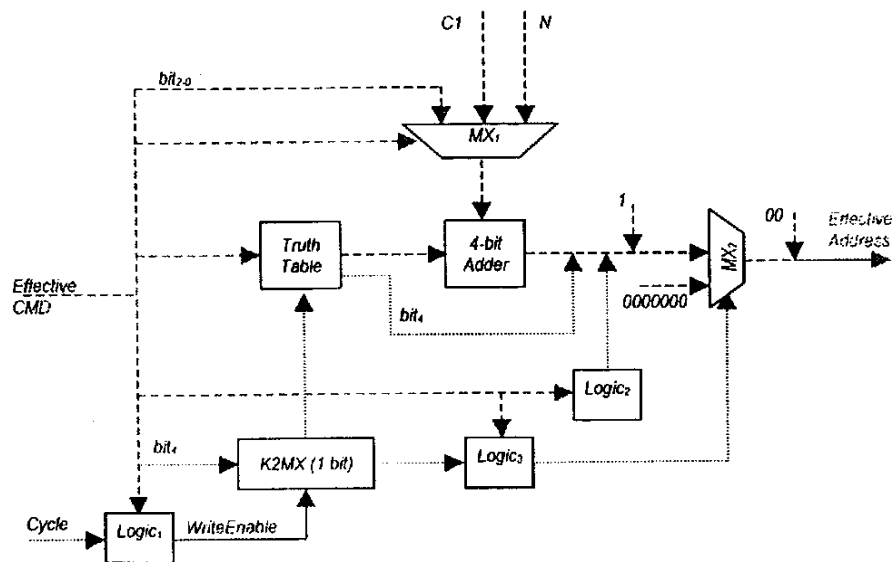 C1 N
bit2-0
MX1
1
00
Effective
Address
Truth
Table
4-bit
Adder
MX2
Effective
CMD
0000000
bit4
Logic2
bit4
K2MX (1 bit)
Logic3
Cycle
Logic1
WriteEnable